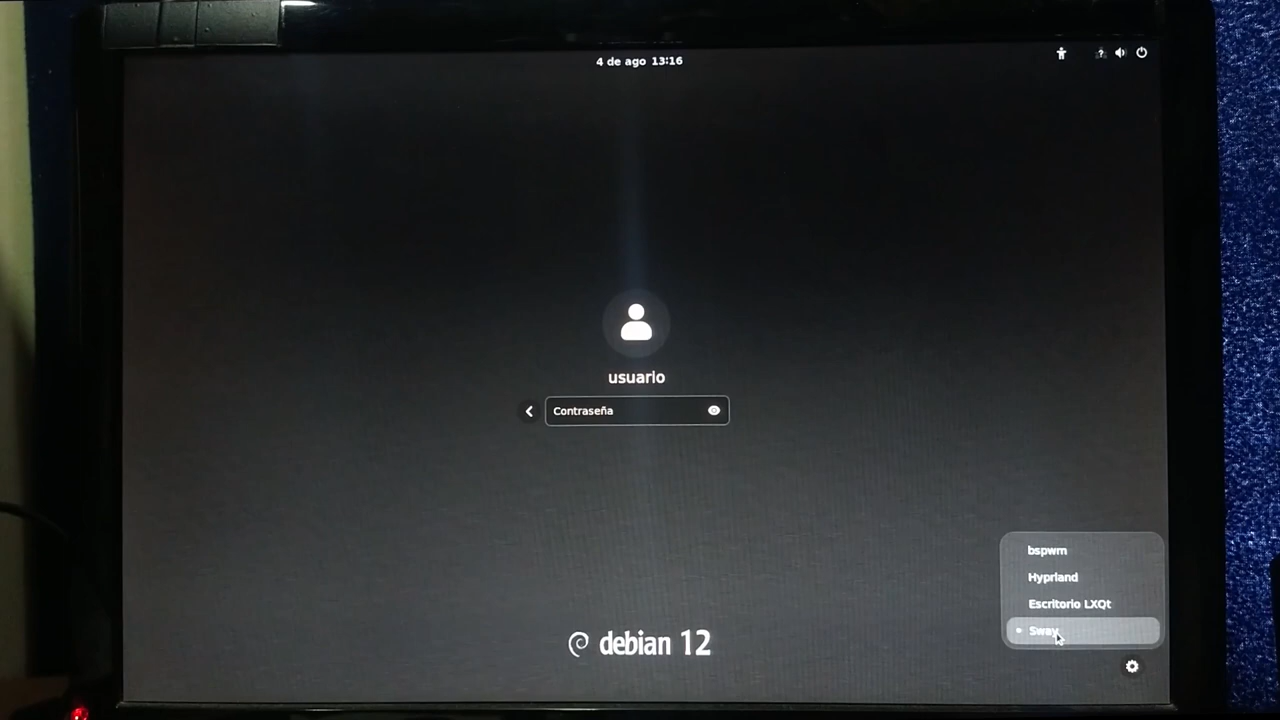 4 de ago 13:16
usuario
Contraseña
bspwm
Hyprland
Escritorio LXQt
Sway
debian 12